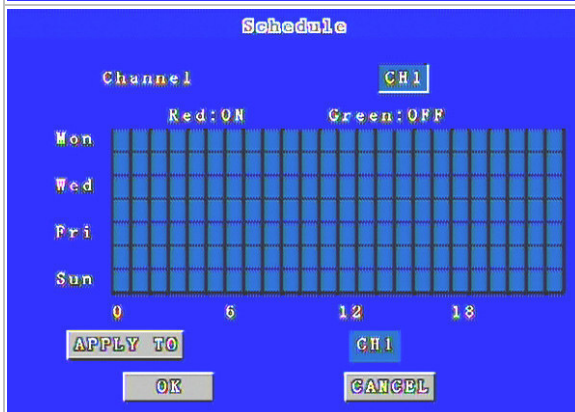 Schedule
Channel CH1
Red:ON Green:OFF
Mon
Wed
Fri
Sun
0 6 12 18
APPLY TO CH1
OK CANCEL